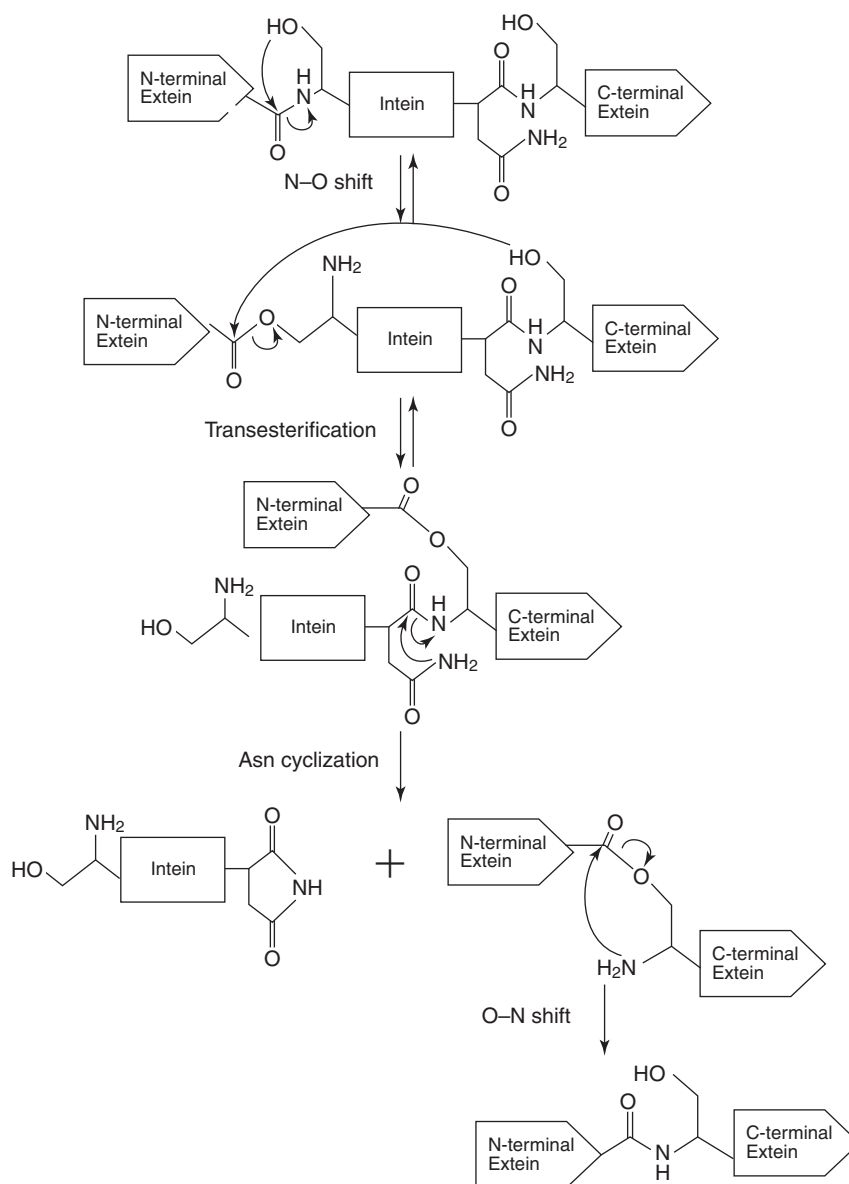 HO
HO
O
N-terminal
Extein
H
N
Intein
H
N
C-terminal
Extein
O
NH2
O
N–O shift
HO
NH2
O
N-terminal
Extein
O
Intein
H
N
C-terminal
Extein
O
NH2
O
Transesterification
O
N-terminal
Extein
O
O
NH2
H
N
HO
Intein
C-terminal
Extein
NH2
O
Asn cyclization
O
NH2
HO
Intein
NH
O
+
O
N-terminal
Extein
O
H2N
C-terminal
Extein
O–N shift
HO
O
N-terminal
Extein
N
H
C-terminal
Extein